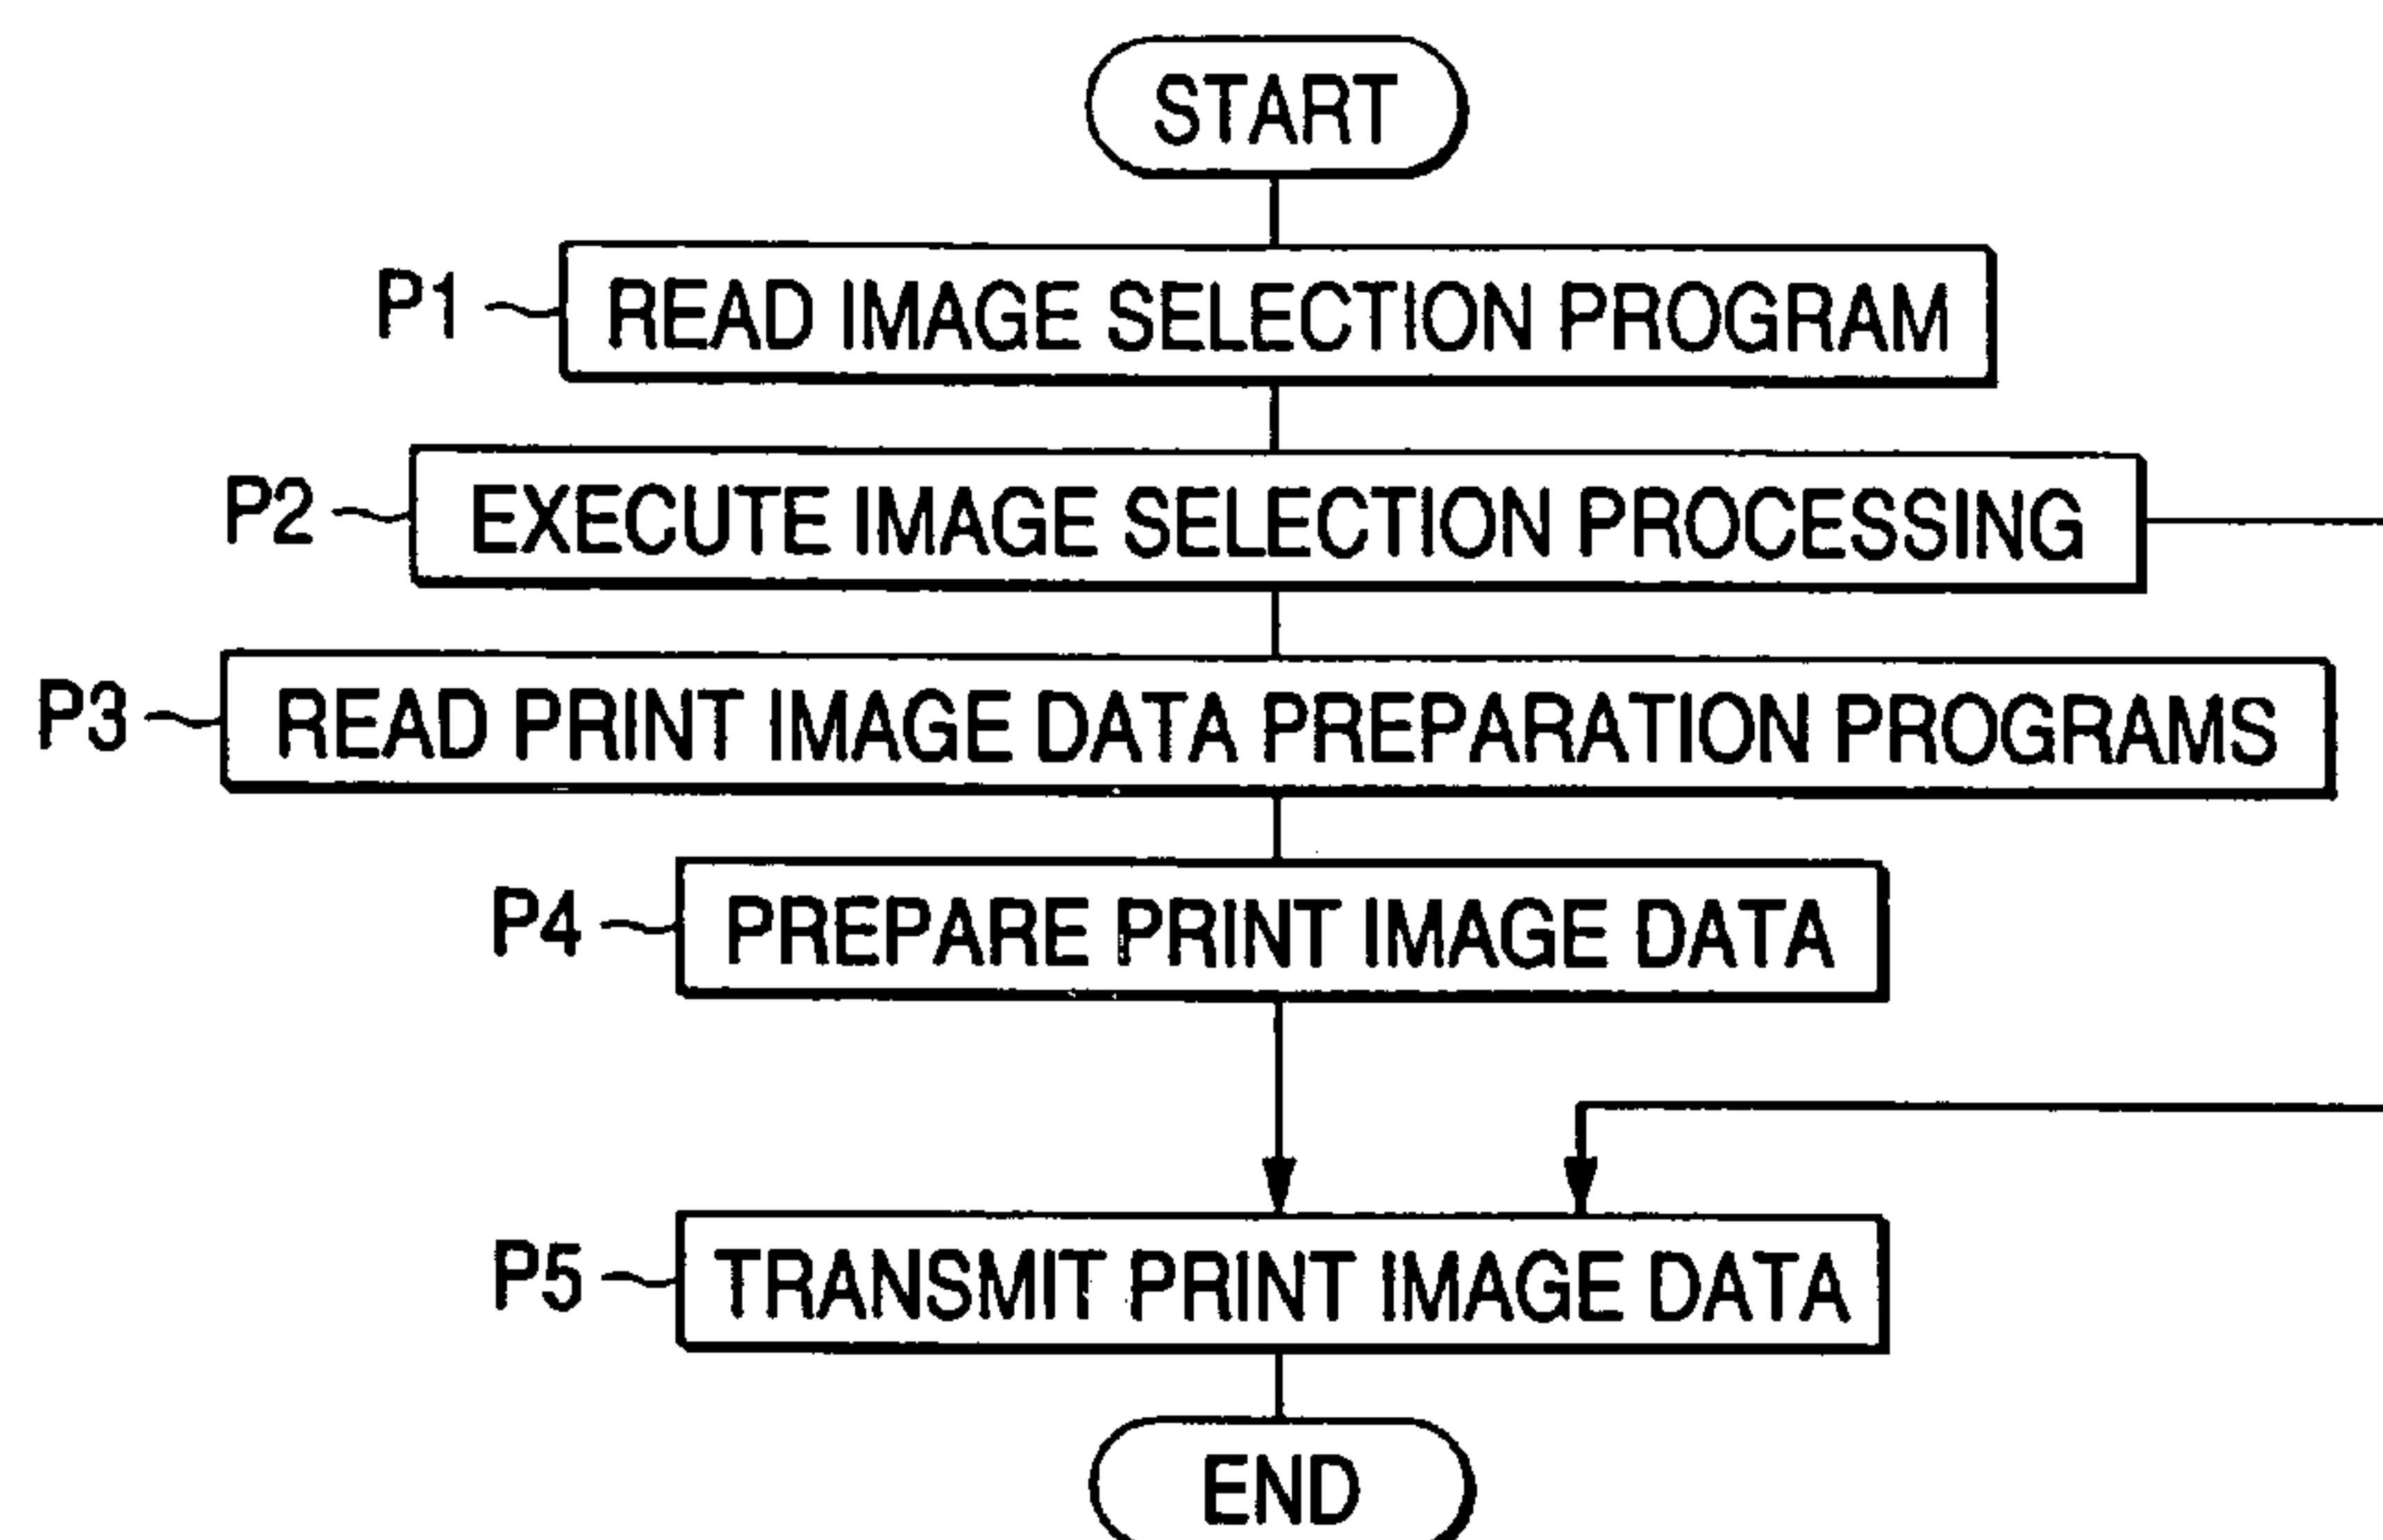 START
P1 READ IMAGE SELECTION PROGRAM
P2 EXECUTE IMAGE SELECTION PROCESSING
P3 READ PRINT IMAGE DATA PREPARATION PROGRAMS
P4 PREPARE PRINT IMAGE DATA
P5 TRANSMIT PRINT IMAGE DATA
END